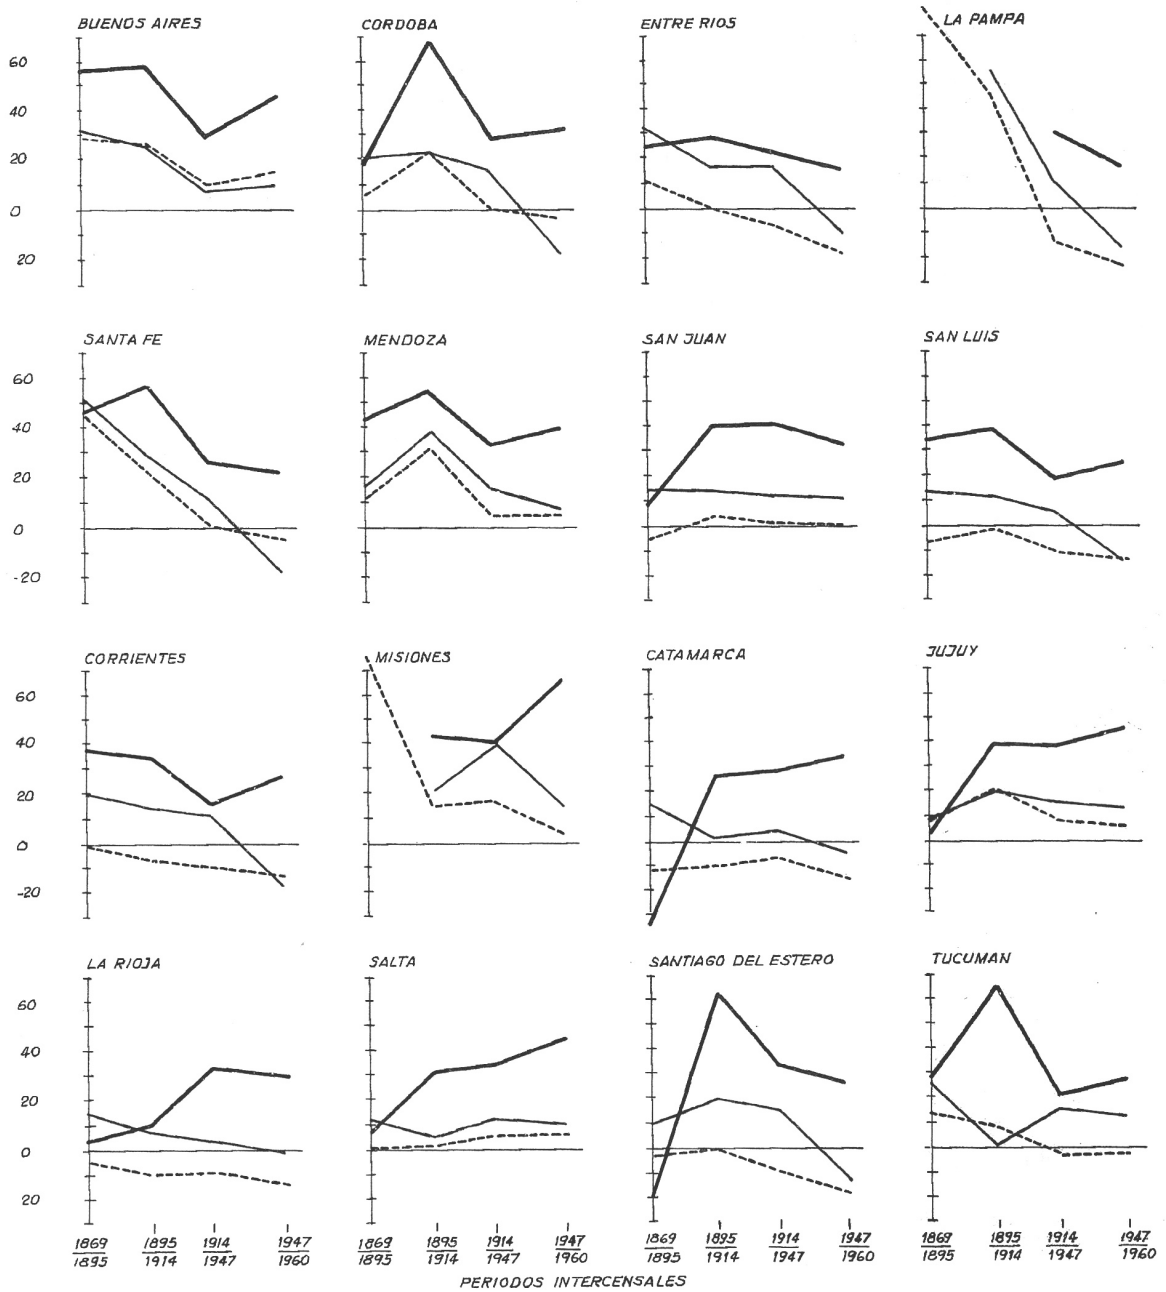 BUENOS AIRES CORDOBA ENTRE RIOS LA PAMPA
60
40
20
0
20
SANTA FE MENDOZA SAN JUAN SAN LUIS
60
40
20
0
-20
CORRIENTES MISIONES CATAMARCA JUJUY
60
40
20
0
-20
LA RIOJA SALTA SANTIAGO DEL ESTERO TUCUMAN
60
40
20
0
20
1869 1895 1914 1947 1869 1895 1914 1947 1869 1895 1914 1947 1869 1895 1914 1947
1895 1914 1947 1960 1895 1914 1947 1960 1895 1914 1947 1960 1895 1914 1947 1960
PERIODOS INTERCENSALES